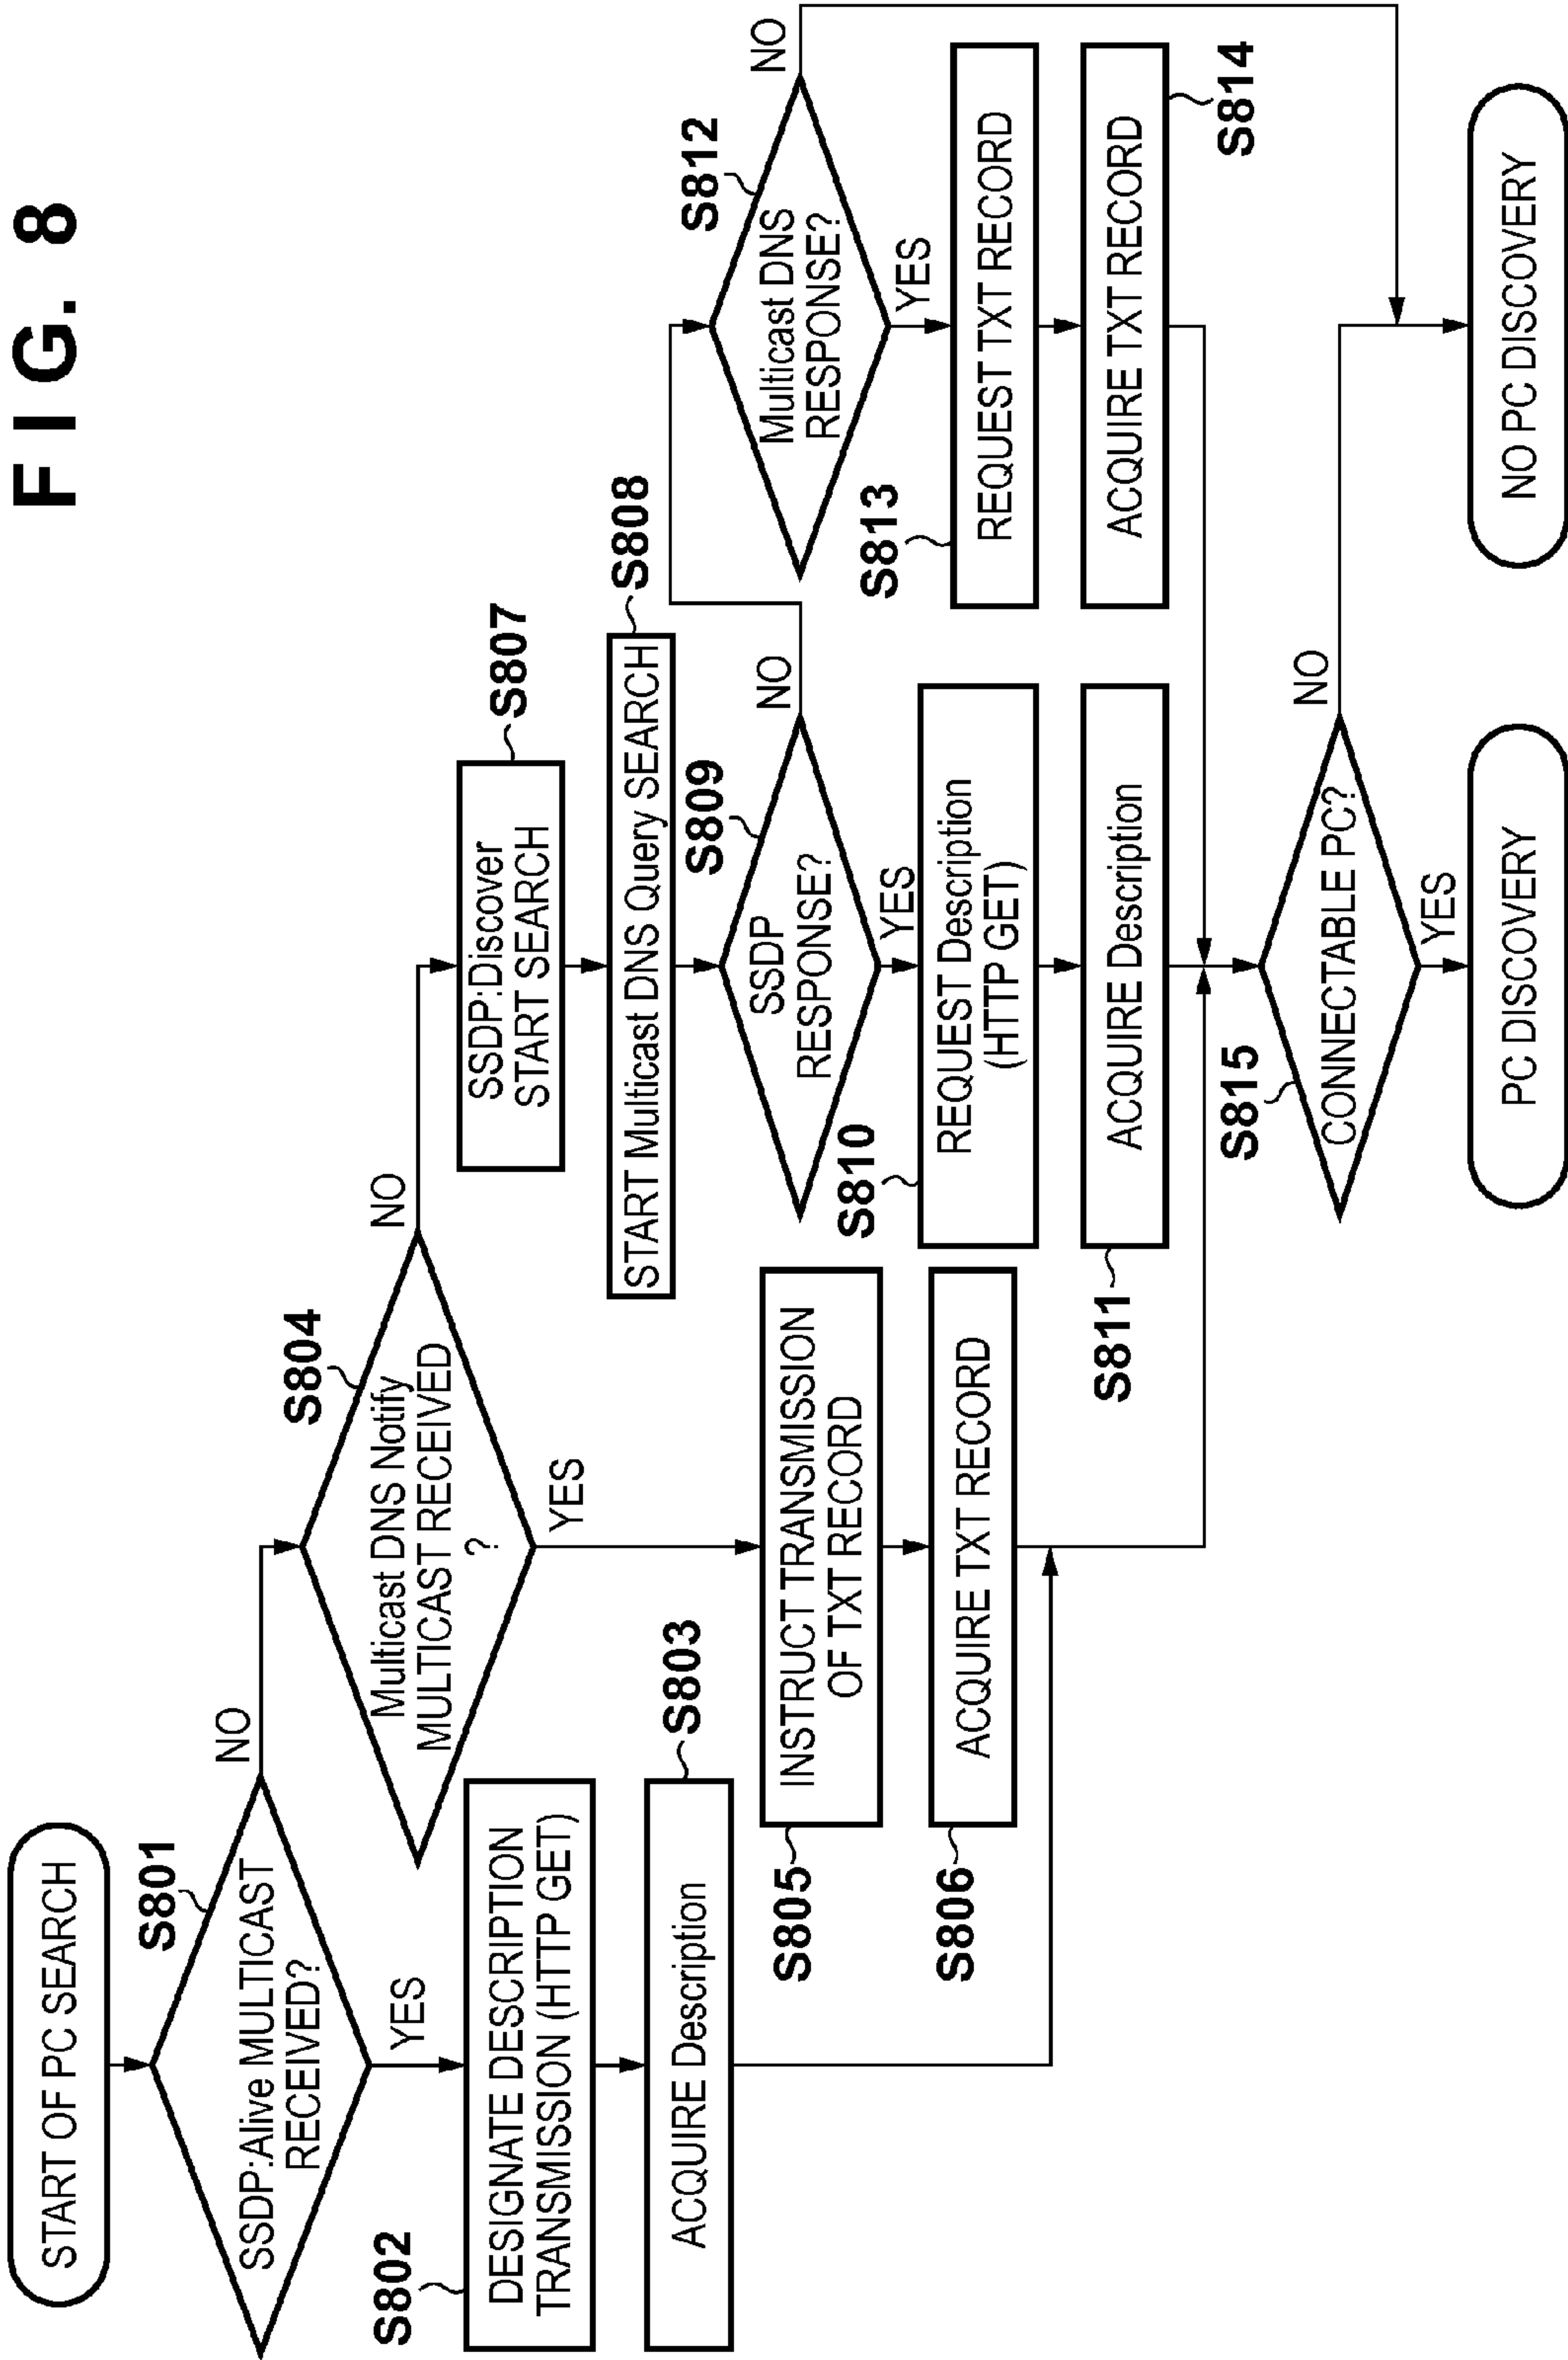 FIG. 8
START OF PC SEARCH
S801
SSDP:Alive MULTICAST
RECEIVED?
NO
YES
S802
DESIGNATE DESCRIPTION
TRANSMISSION (HTTP GET)
S803
ACQUIRE Description
S804
Multicast DNS Notify
MULTICAST RECEIVED
?
NO
YES
S805
INSTRUCT TRANSMISSION
OF TXT RECORD
S806
ACQUIRE TXT RECORD
S807
SSDP:Discover
START SEARCH
S808
START Multicast DNS Query SEARCH
S809
SSDP
RESPONSE?
NO
YES
S810
REQUEST Description
(HTTP GET)
S811
ACQUIRE Description
S812
Multicast DNS
RESPONSE?
NO
YES
S813
REQUEST TXT RECORD
S814
ACQUIRE TXT RECORD
S815
CONNECTABLE PC?
NO
YES
PC DISCOVERY
NO PC DISCOVERY